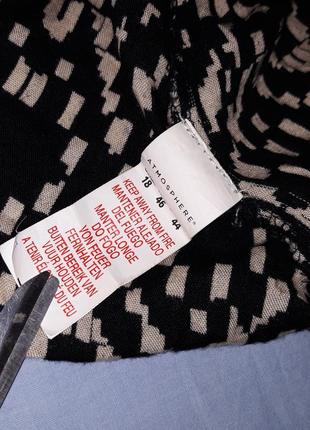 ATMOSPHERE®
18 46 44
KEEP AWAY FROM FIRE
MANTENER ALEJADO
DEL FUEGO
MANTER LONGE
DO FOGO
FERNHALTEN
VON FEUER
BUITEN BEREIK VAN
VUUR HOUDEN
A TENIR ÉLOIGNÉ DU FEU